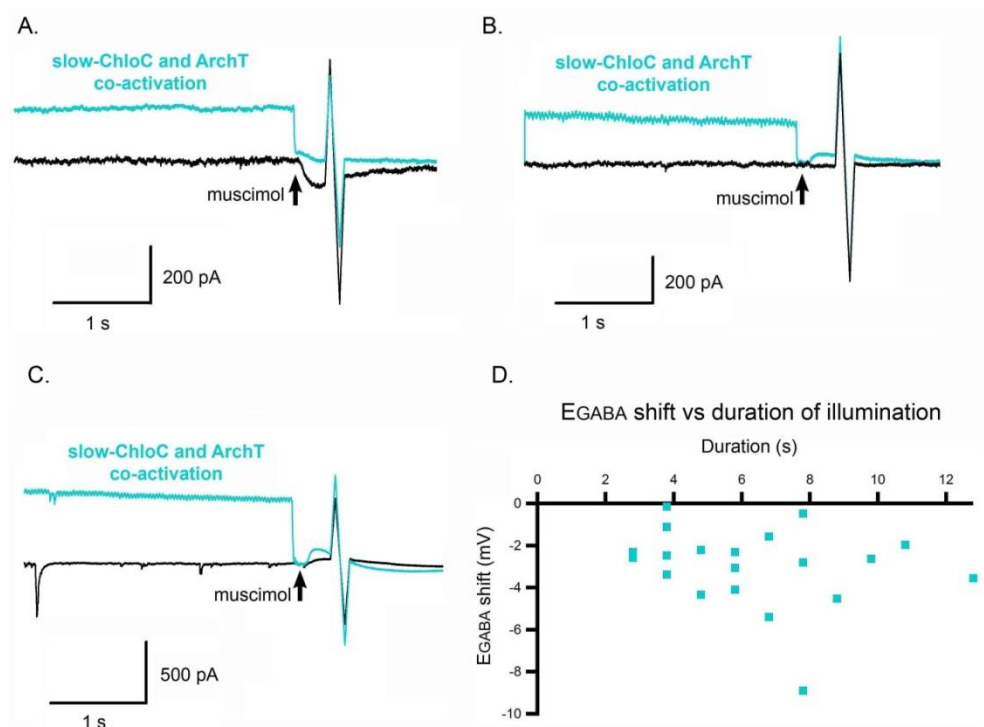 A.
slow-ChloC and ArchT
co-activation
muscimol
200 pA
1 s
B.
slow-ChloC and ArchT
co-activation
muscimol
200 pA
1 s
C.
slow-ChloC and ArchT
co-activation
muscimol
500 pA
1 s
D.
EGABA shift vs duration of illumination
Duration (s)
0 2 4 6 8 10 12
EGABA shift (mV)
0
-2
-4
-6
-8
-10